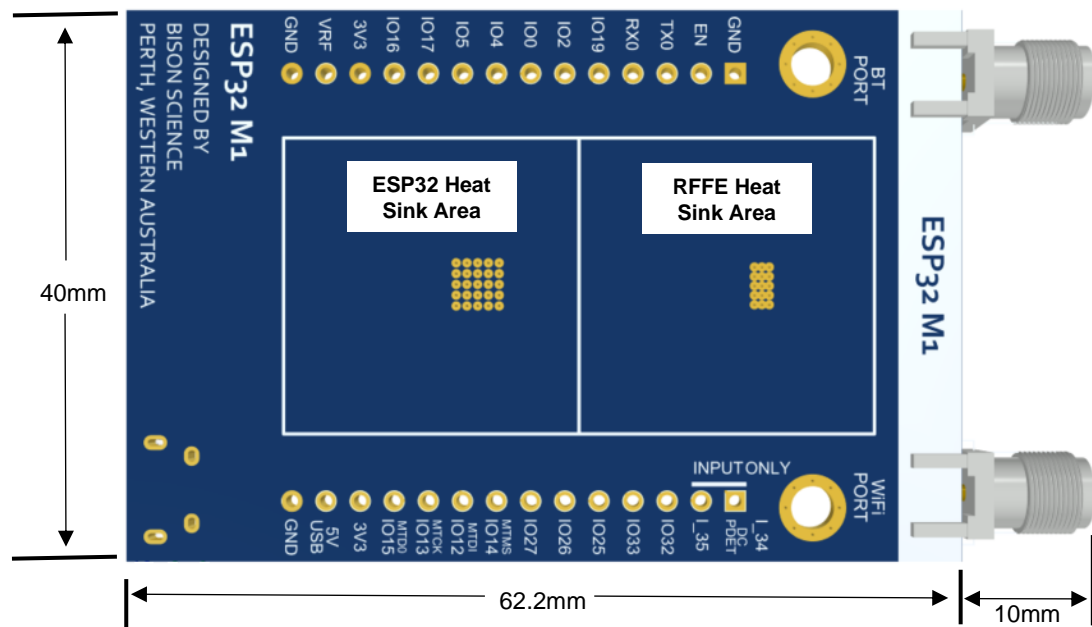 GND
VRF
3V3
IO16
IO17
IO5
IO4
IO0
IO2
IO19
RX0
TX0
EN
GND
BT
PORT
ESP32 M1
DESIGNED BY
BISON SCIENCE
PERTH, WESTERN AUSTRALIA
ESP32 Heat
Sink Area
RFFE Heat
Sink Area
ESP32 M1
40mm
INPUT ONLY
WiFi
PORT
GND
5V
USB
3V3
MTDO
IO15
MTCK
IO13
MTDI
IO12
MTMS
IO14
IO27
IO26
IO25
IO33
IO32
I_35
I_34
DC
PDET
62.2mm
10mm